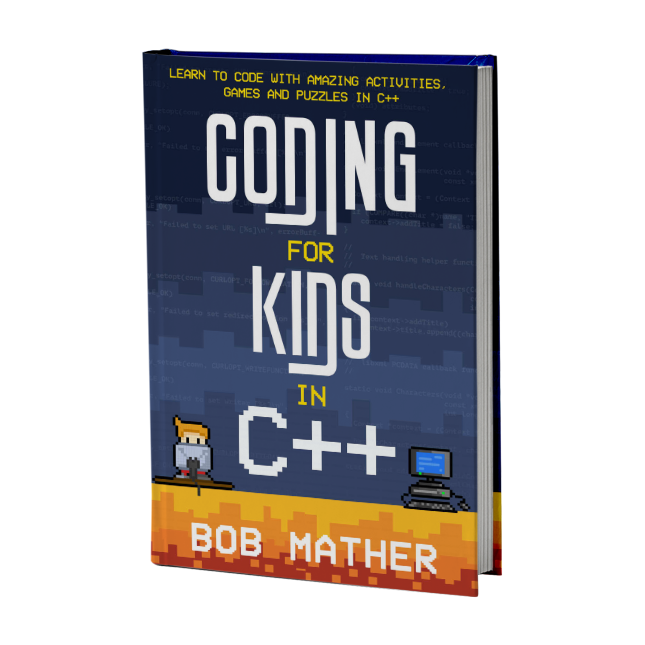 LEARN TO CODE WITH AMAZING ACTIVITIES,
GAMES AND PUZZLES IN C++
CODING
FOR
KIDS
IN
C++
BOB MATHER